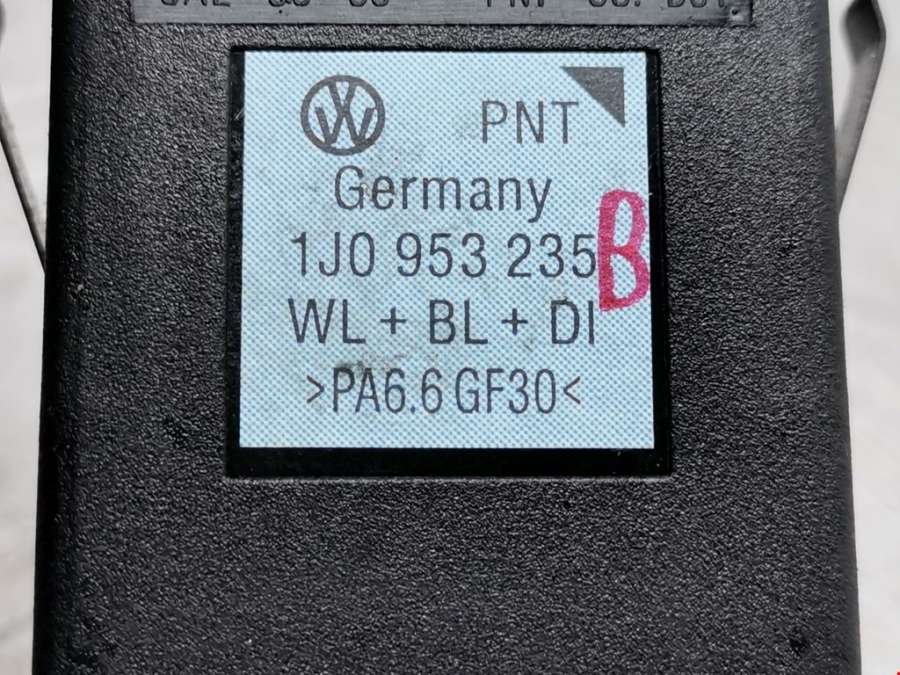 PNT
Germany
1J0 953 235 B
WL + BL + DI
>PA6.6 GF30<